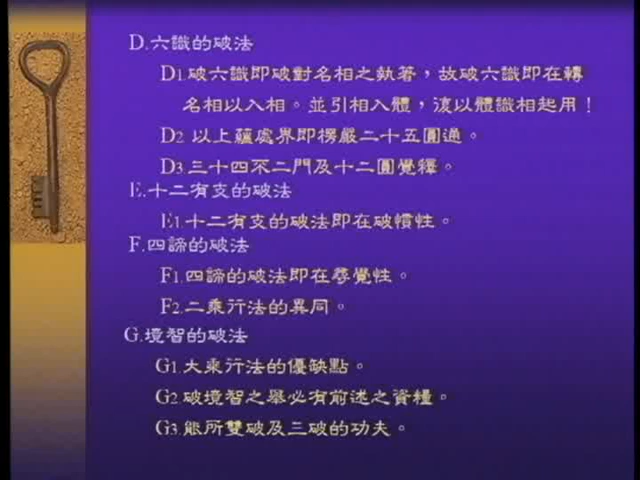 D.六識的破法
D1.破六識即破對名相之執著，故破六識即在轉
名相以入相。並引相入體，復以體識相起用！
D2.以上蘊處界即楞嚴二十五圓通。
D3.三十四不二門及十二圓覺釋。
E.十二有支的破法
E1.十二有支的破法即在破慣性。
F.四諦的破法
F1.四諦的破法即在尋覺性。
F2.二乘行法的異同。
G.境智的破法
G1.大乘行法的優缺點。
G2.破境智之舉必有前述之資糧。
G3.能所雙破及三破的功夫。